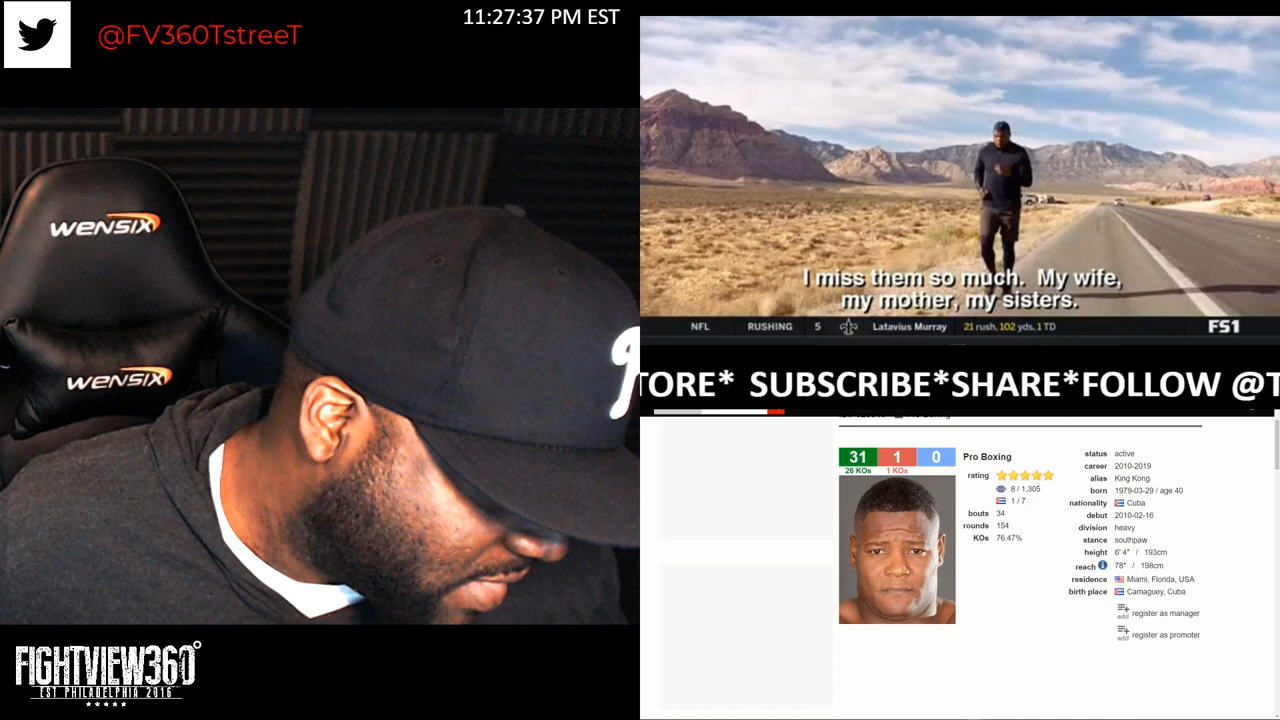 @FV360TstreeT
11:27:37 PM EST
WENSIX
WENSIX
FIGHTVIEW360°
EST PHILADELPHIA 2016
I miss them so much. My wife,
my mother, my sisters.
NFL RUSHING 5 Latavius Murray 21 rush, 102 yds, 1 TD FS1
TORE* SUBSCRIBE*SHARE*FOLLOW @T
31 1 0
26 KOs 1 KOs
Pro Boxing
rating
8 / 1,305
1 / 7
bouts 34
rounds 154
KOs 76.47%
status active
career 2010-2019
alias King Kong
born 1979-03-29 / age 40
nationality Cuba
debut 2010-02-16
division heavy
stance southpaw
height 6' 4" / 193cm
reach 78" / 198cm
residence Miami, Florida, USA
birth place Camaguey, Cuba
add register as manager
add register as promoter